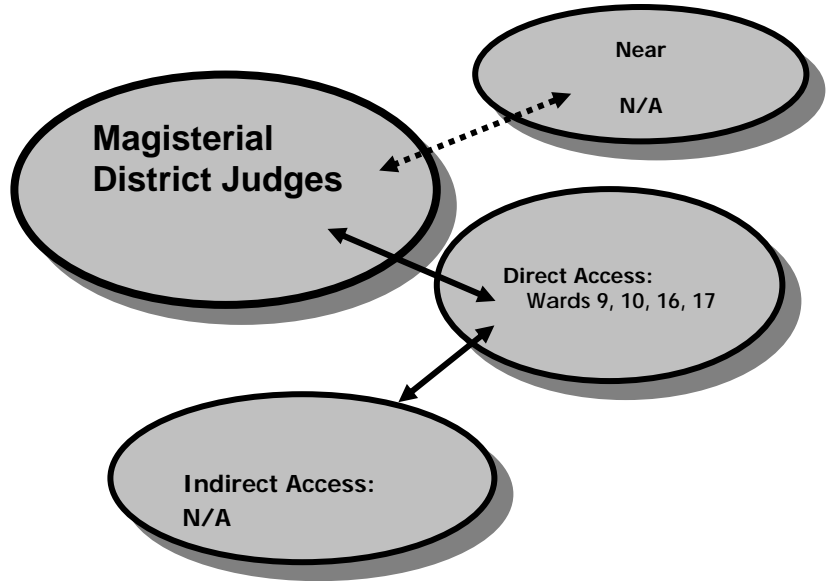 Magisterial
District Judges
Near
N/A
Direct Access:
Wards 9, 10, 16, 17
Indirect Access:
N/A